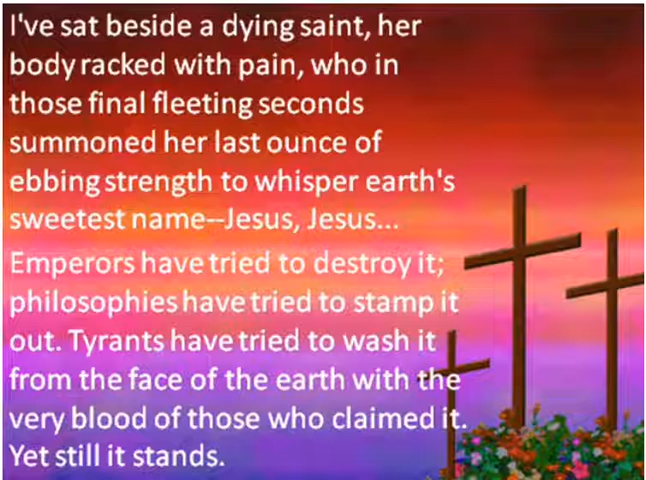 I've sat beside a dying saint, her
body racked with pain, who in
those final fleeting seconds
summoned her last ounce of
ebbing strength to whisper earth's
sweetest name--Jesus, Jesus...
Emperors have tried to destroy it;
philosophies have tried to stamp it
out. Tyrants have tried to wash it
from the face of the earth with the
very blood of those who claimed it.
Yet still it stands.